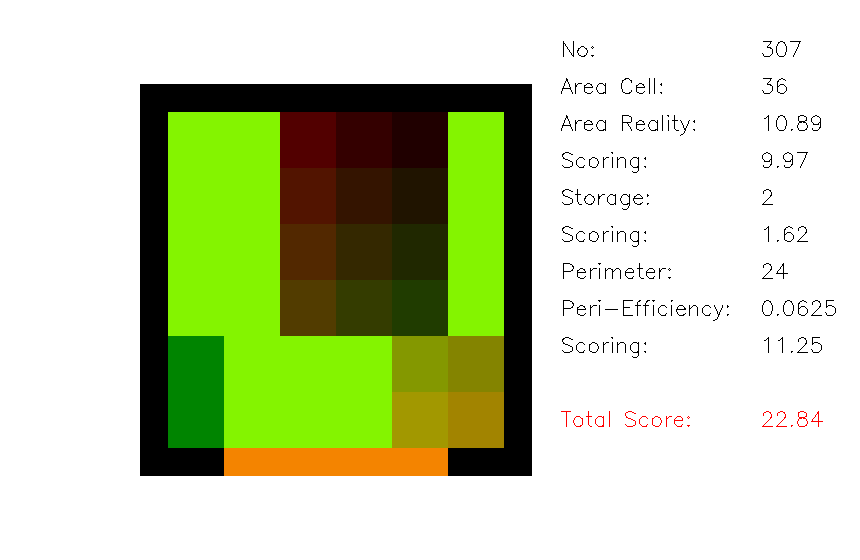 No: 307
Area Cell: 36
Area Reality: 10.89
Scoring: 9.97
Storage: 2
Scoring: 1.62
Perimeter: 24
Peri-Efficiency: 0.0625
Scoring: 11.25
Total Score: 22.84